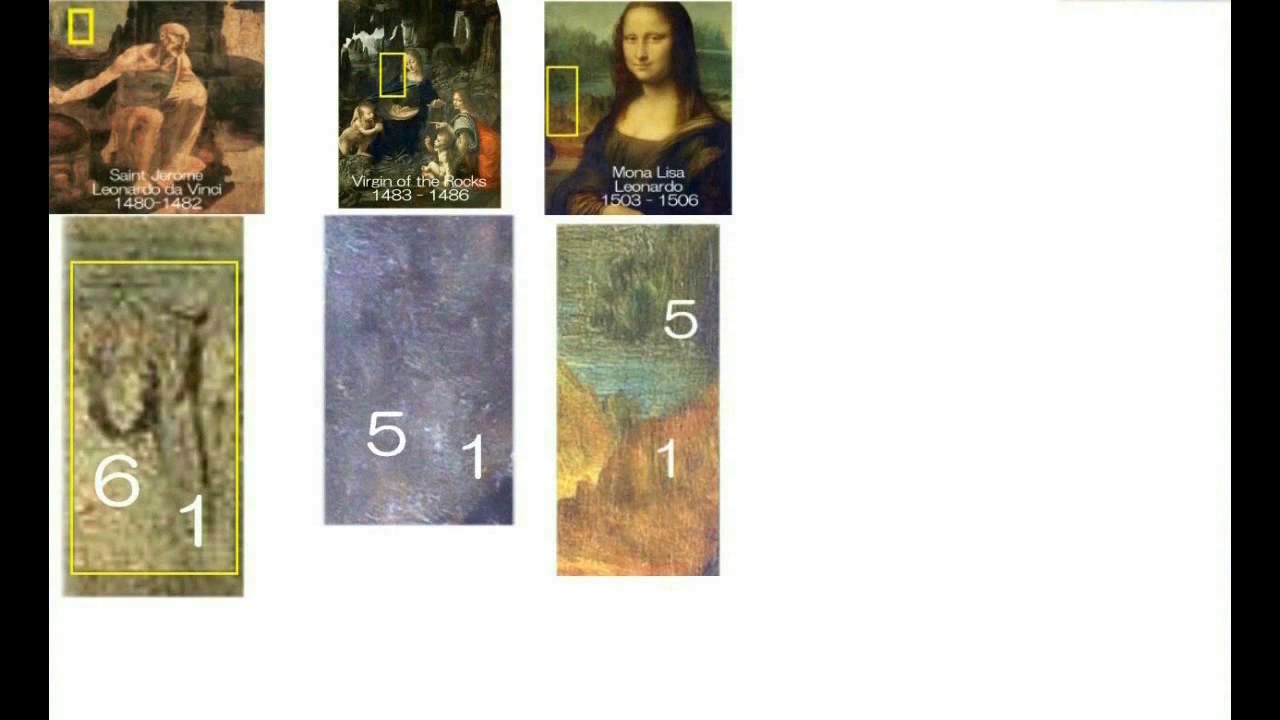 Saint Jerome
Leonardo da Vinci
1480-1482
Virgin of the Rocks
1483 - 1486
Mona Lisa
Leonardo
1503 - 1506
6
1
5
1
5
1